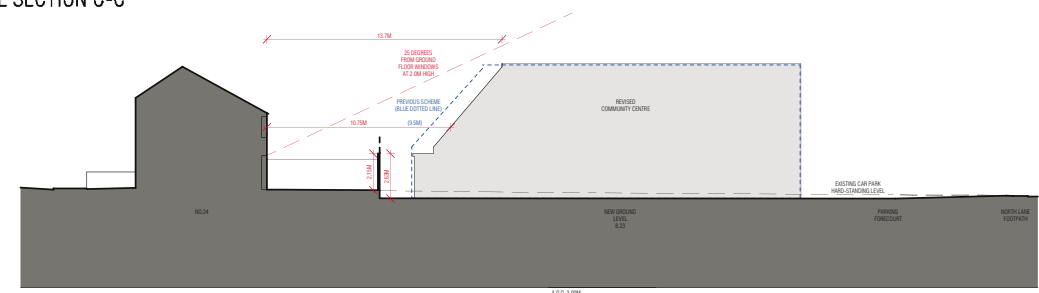 SECTION C-C
13.7M
25 DEGREES
FROM GROUND
FLOOR WINDOWS
AT 2.0M HIGH
PREVIOUS SCHEME
(BLUE DOTTED LINE)
REVISED
COMMUNITY CENTRE
10.75M
(9.5M)
2.15M
2.63M
EXISTING CAR PARK
HARD-STANDING LEVEL
NO.24
NEW GROUND
LEVEL
8.23
PARKING
FORECOURT
NORTH LANE
FOOTPATH